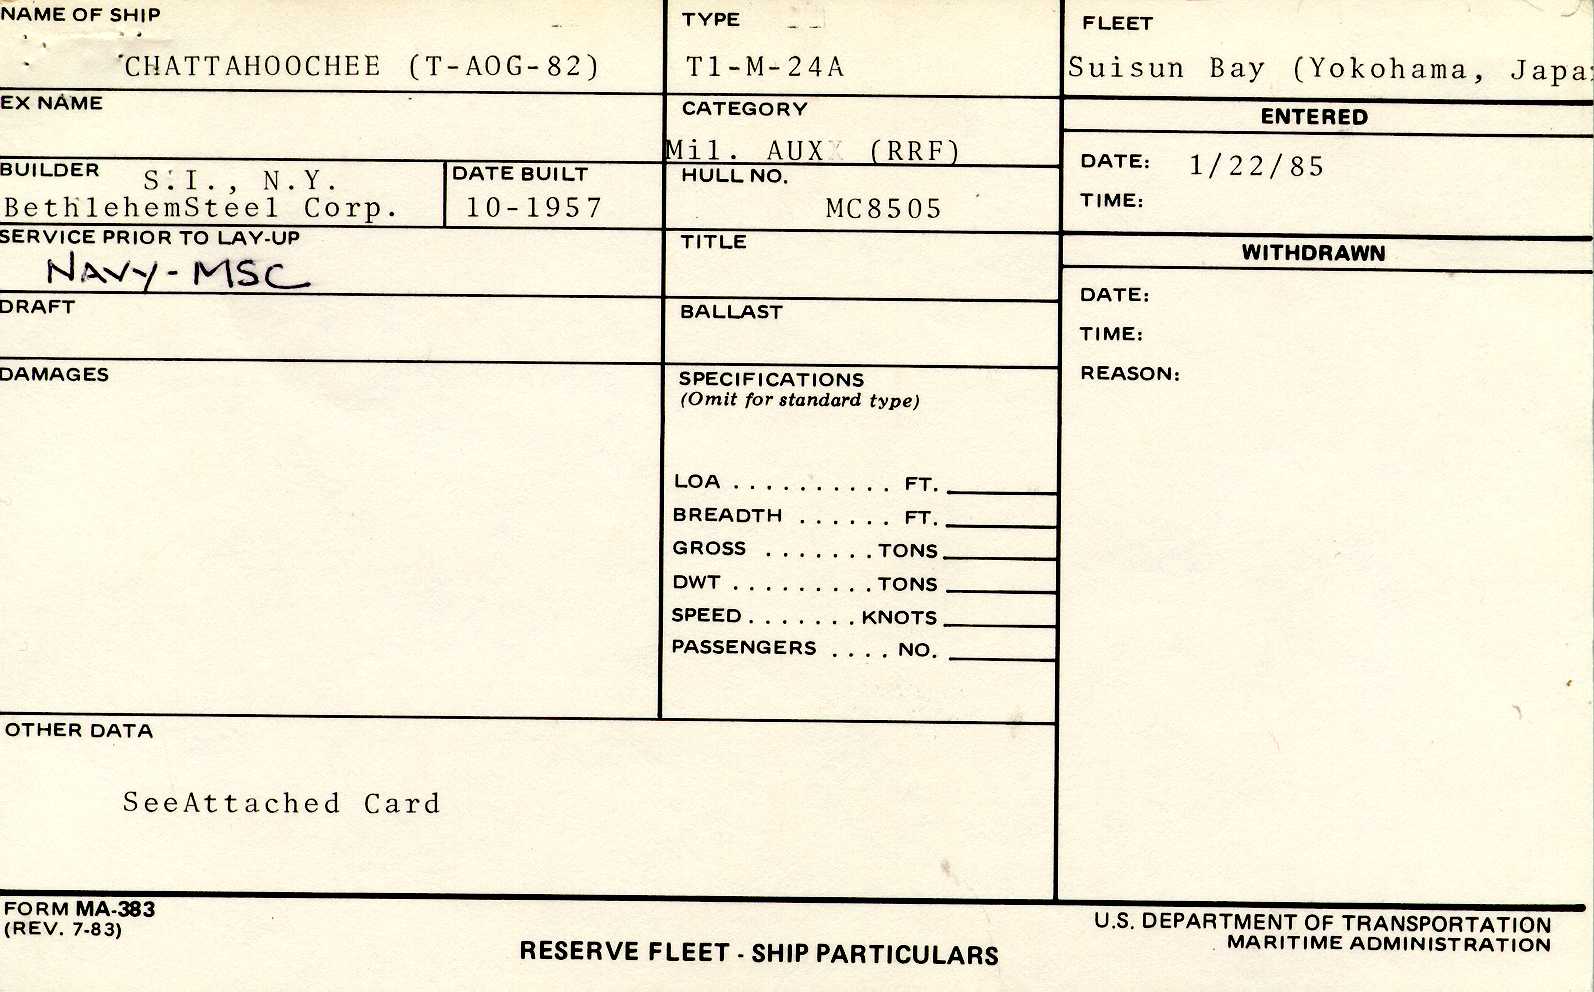 NAME OF SHIP
CHATTAHOOCHEE (T-AOG-82)
TYPE
T1-M-24A
FLEET
Suisun Bay (Yokohama, Japa
EX NAME
CATEGORY
Mil. AUX (RRF)
ENTERED
DATE: 1/22/85
TIME:
BUILDER
S.I., N.Y.
BethlehemSteel Corp.
DATE BUILT
10-1957
HULL NO.
MC8505
SERVICE PRIOR TO LAY-UP
NAVY-MSC
TITLE
WITHDRAWN
DATE:
TIME:
REASON:
DRAFT
BALLAST
DAMAGES
SPECIFICATIONS
(Omit for standard type)
LOA . . . . . . . . . . FT.
BREADTH . . . . . . FT.
GROSS . . . . . . . TONS
DWT . . . . . . . . . TONS
SPEED . . . . . . . KNOTS
PASSENGERS . . . . NO.
OTHER DATA
SeeAttached Card
FORM MA-383
(REV. 7-83)
RESERVE FLEET - SHIP PARTICULARS
U.S. DEPARTMENT OF TRANSPORTATION
MARITIME ADMINISTRATION